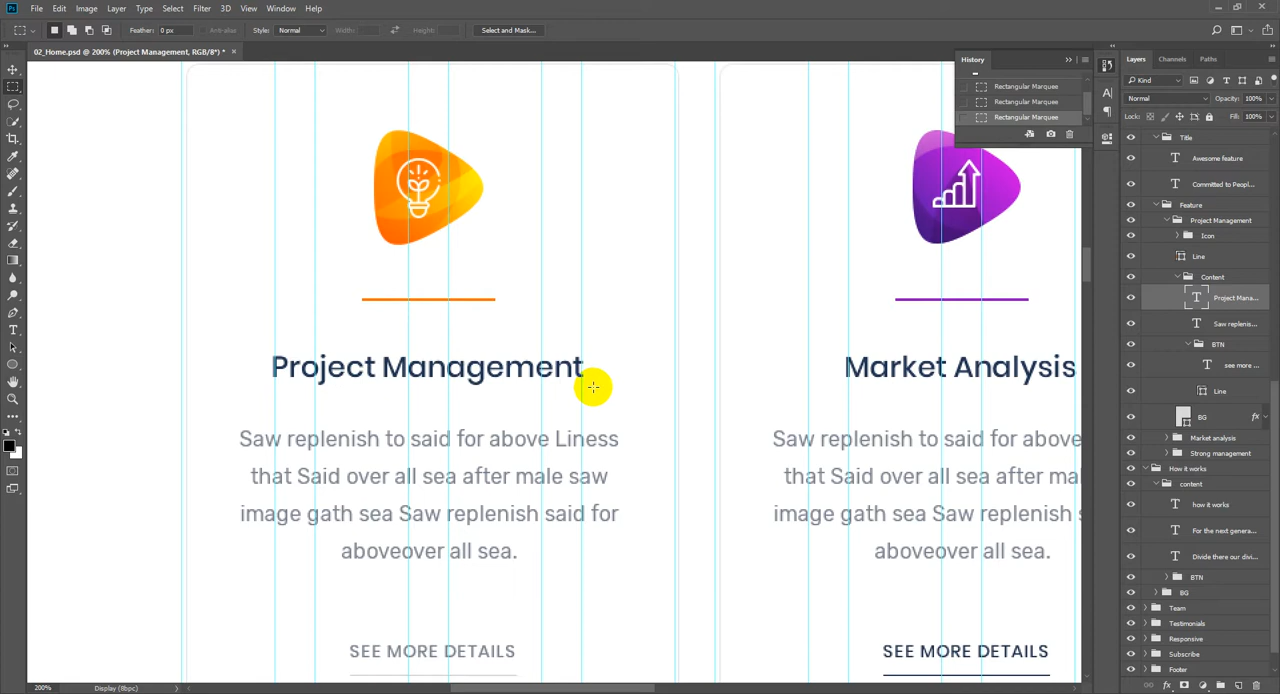 Ps File Edit Image Layer Type Select Filter 3D View Window Help
Feather: 0 px Anti-alias Style: Normal Width: Height: Select and Mask...
02_Home.psd @ 200% (Project Management, RGB/8*) * ×
History
Rectangular Marquee
Rectangular Marquee
Rectangular Marquee
Layers Channels Paths
Kind
Normal Opacity: 100%
Lock: Fill: 100%
Title
Awesome feature
Committed to Peopl...
Feature
Project Management
Icon
Line
Content
Project Mana...
Saw replenis...
BTN
see more ...
Line
BG fx
Market analysis
Strong management
How it works
content
how it works
For the next genera...
Divide there our divi...
BTN
BG
Team
Testimonials
Responsive
Subscribe
Footer
Project Management
Saw replenish to said for above Liness
that Said over all sea after male saw
image gath sea Saw replenish said for
aboveover all sea.
SEE MORE DETAILS
Market Analysis
Saw replenish to said for above
that Said over all sea after
image gath sea Saw replenish
aboveover all sea.
SEE MORE DETAILS
200% Display (8bpc)